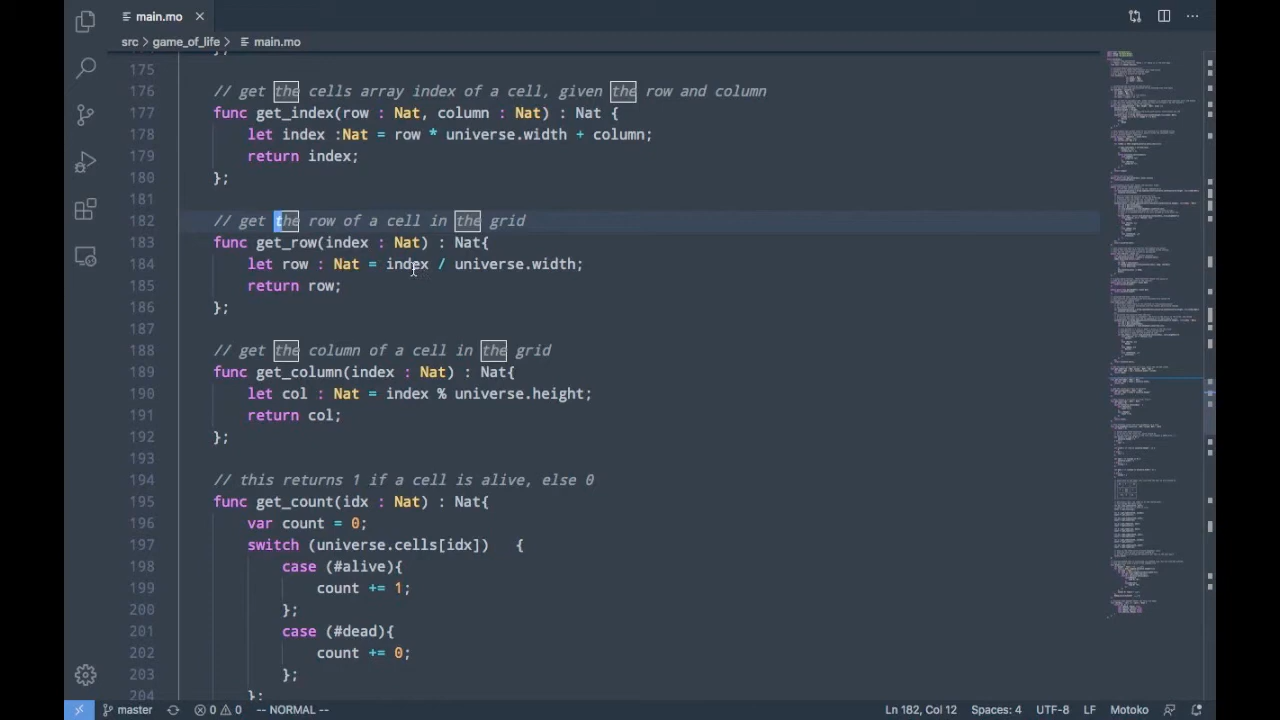 main.mo
src > game_of_life > main.mo
175
176 // get the cells array index of a cell, given the row and column
177 func get_index(row : Nat, column : Nat) : Nat {
178 let index :Nat = row * universe.width + column;
179 return index;
180 };
181
182 // get the row of a cell in the grid
183 func get_row(index : Nat) : Nat{
184 let row : Nat = index / universe.width;
185 return row;
186 };
187
188 // get the column of a cell in the grid
189 func get_column(index : Nat) : Nat{
190 let col : Nat = index % universe.height;
191 return col;
192 };
193
194 // this returns 1 if a cell is alive, else 0
195 func get_count(idx : Nat) : Nat{
196 var count = 0;
197 switch (universe.cells[idx]) {
198 case (#alive){
199 count += 1;
200 };
201 case (#dead){
202 count += 0;
203 };
204 };
master 0 0 -- NORMAL -- Ln 182, Col 12 Spaces: 4 UTF-8 LF Motoko